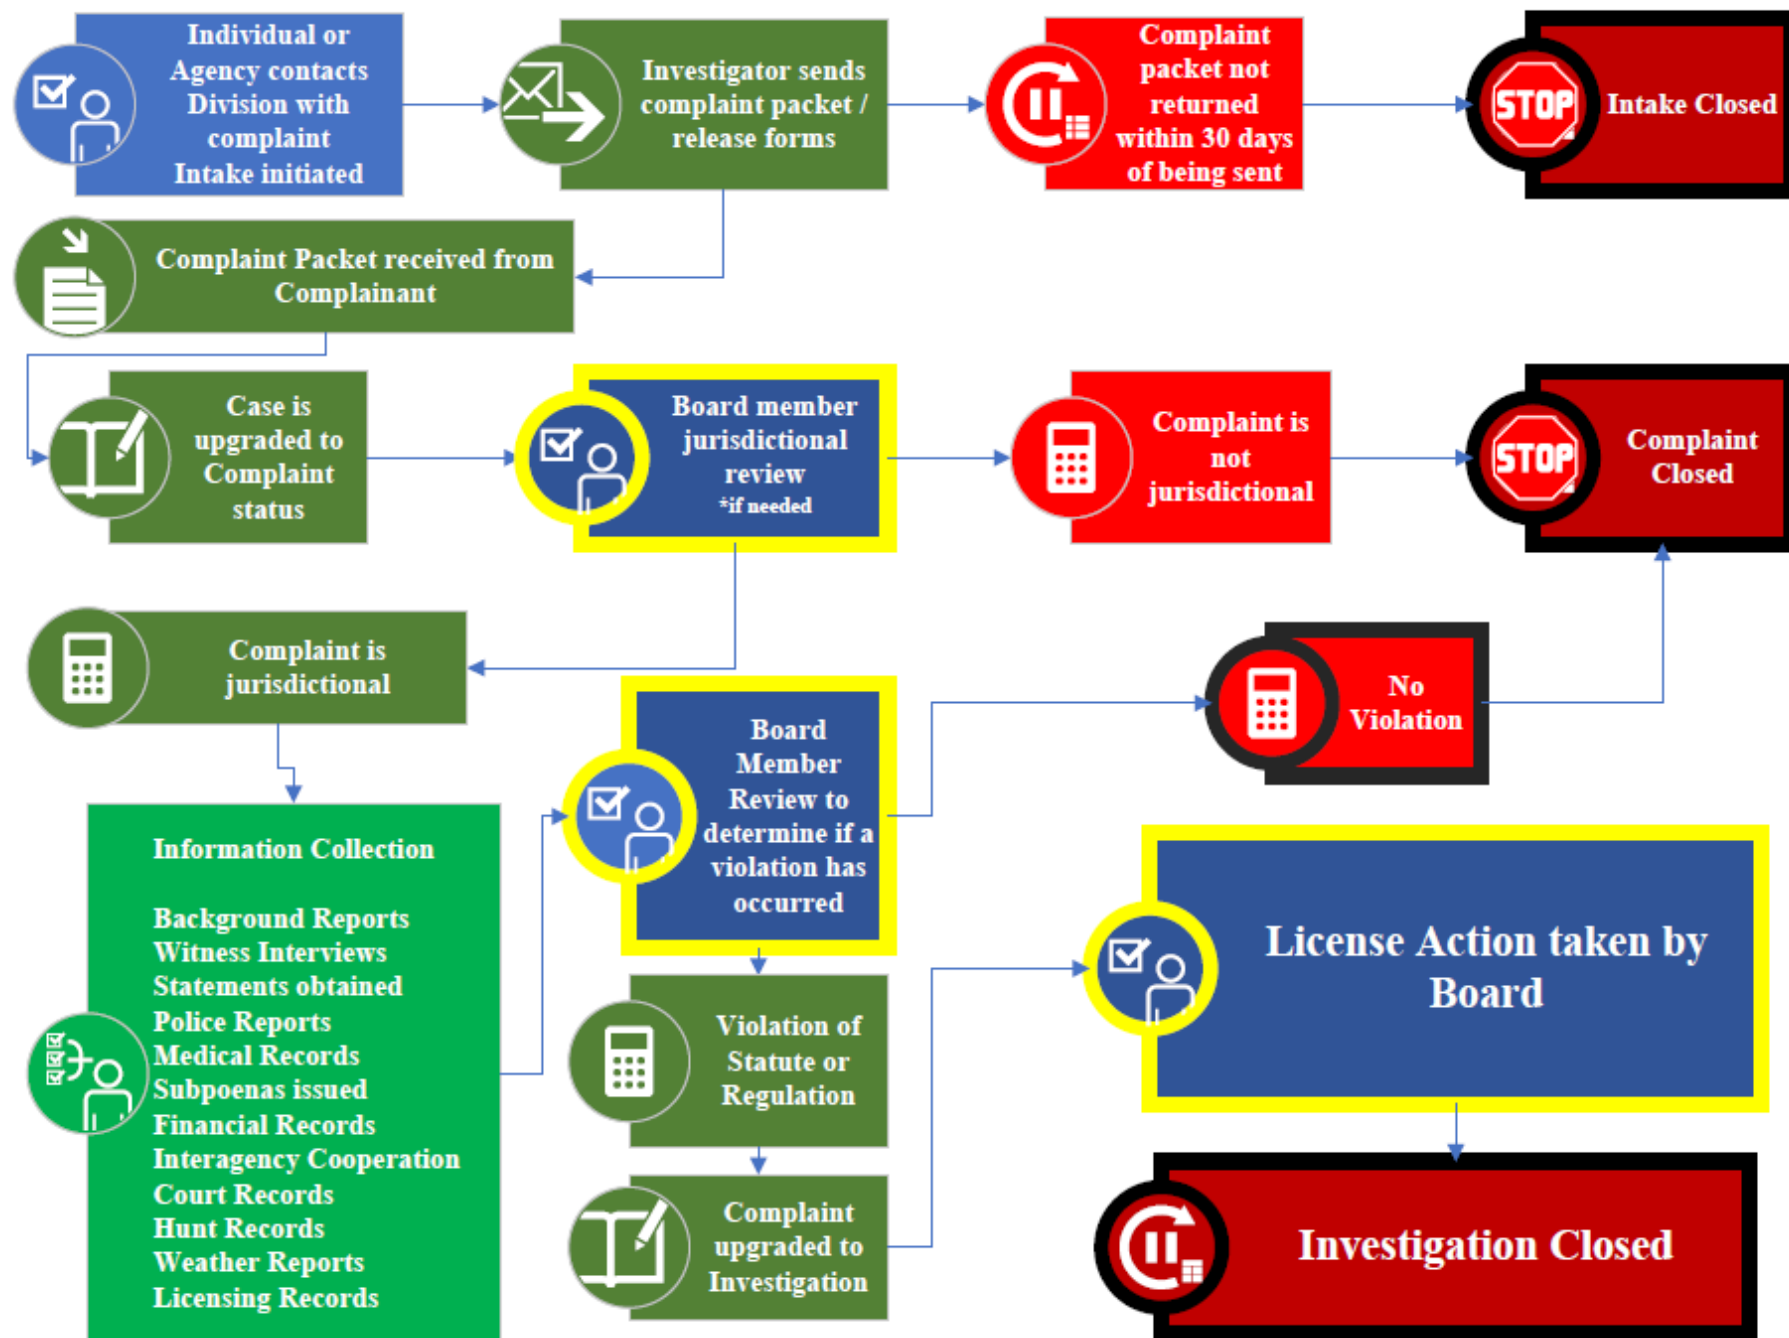 Individual or
Agency contacts
Division with
complaint
Intake initiated
Investigator sends
complaint packet /
release forms
Complaint
packet not
returned
within 30 days
of being sent
STOP
Intake Closed
Complaint Packet received from
Complainant
Case is
upgraded to
Complaint
status
Board member
jurisdictional
review
*if needed
Complaint is
not
jurisdictional
STOP
Complaint
Closed
Complaint is
jurisdictional
Board
Member
Review to
determine if a
violation has
occurred
No
Violation
Information Collection
Background Reports
Witness Interviews
Statements obtained
Police Reports
Medical Records
Subpoenas issued
Financial Records
Interagency Cooperation
Court Records
Hunt Records
Weather Reports
Licensing Records
Violation of
Statute or
Regulation
Complaint
upgraded to
Investigation
License Action taken by
Board
Investigation Closed